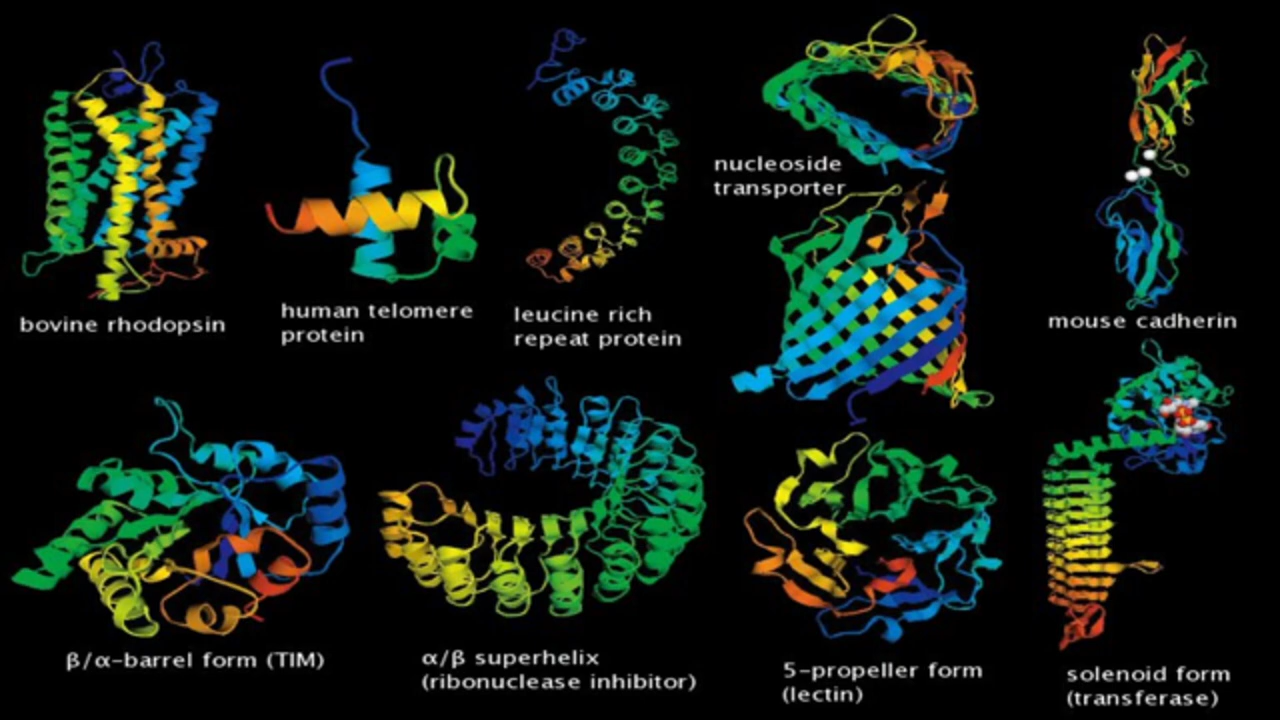 bovine rhodopsin
human telomere
protein
leucine rich
repeat protein
nucleoside
transporter
mouse cadherin
β/α-barrel form (TIM)
α/β superhelix
(ribonuclease inhibitor)
5-propeller form
(lectin)
solenoid form
(transferase)